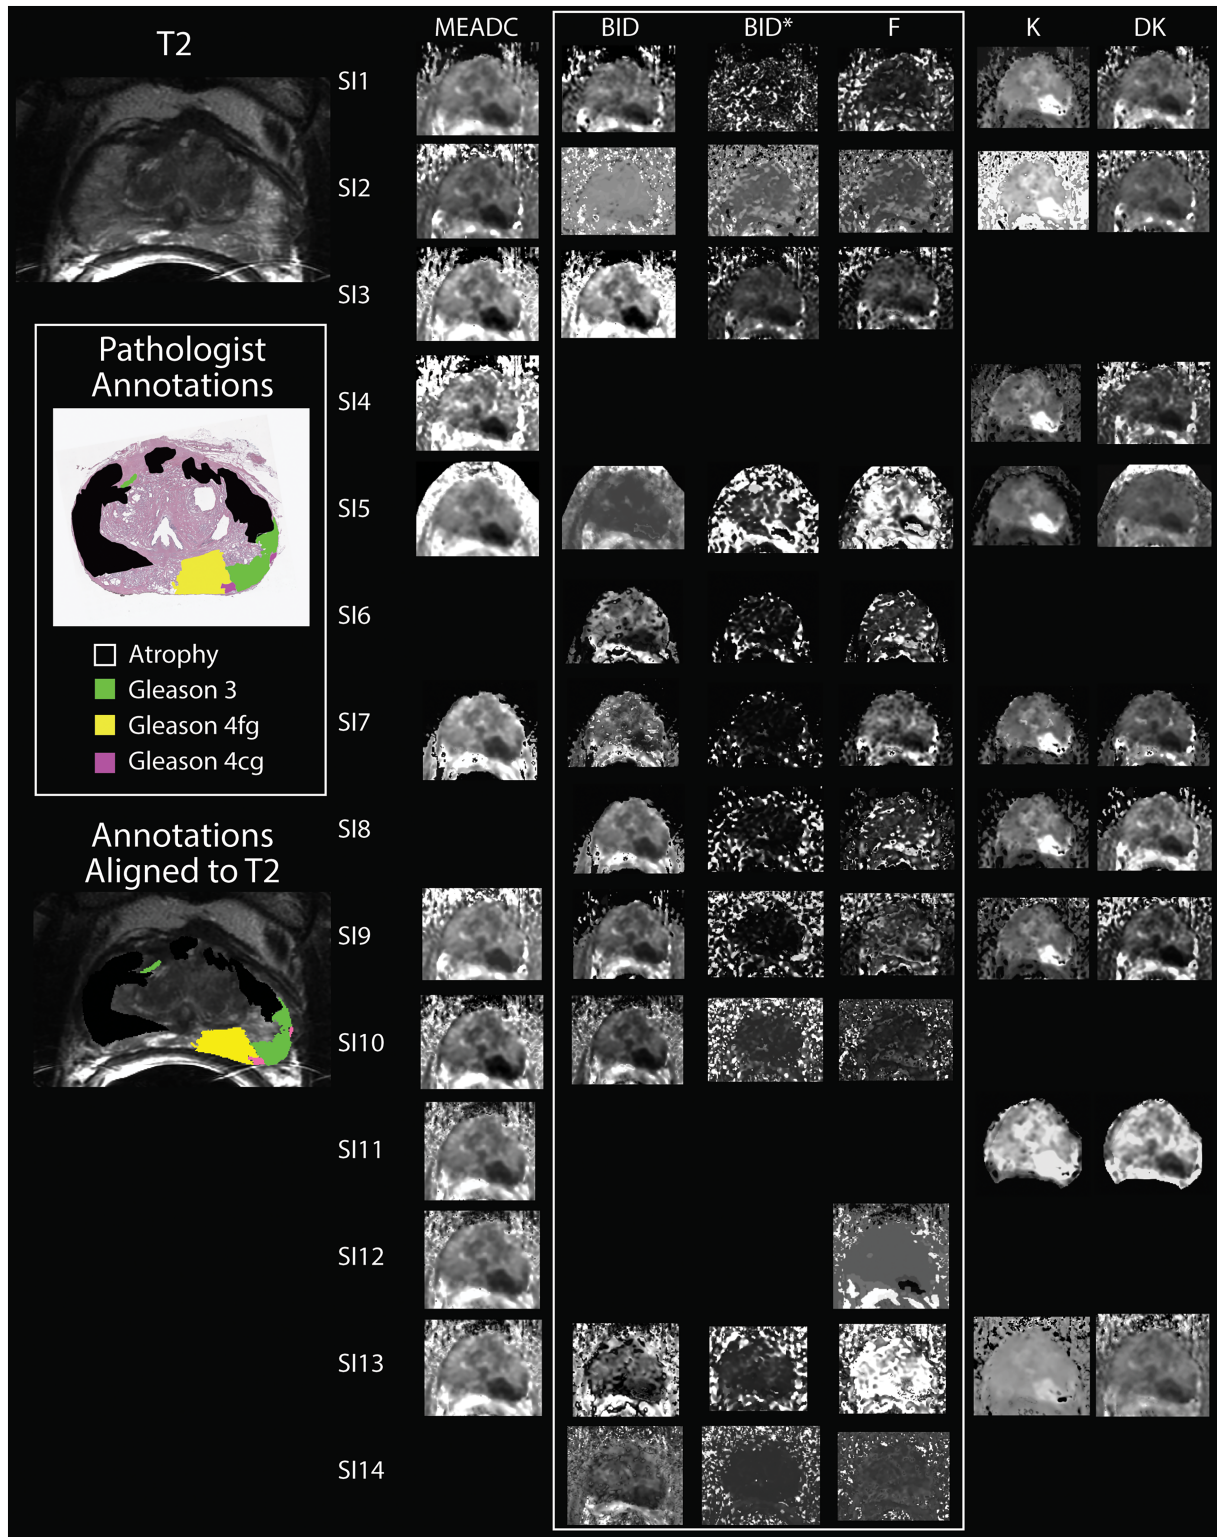 T2
MEADC
BID
BID*
F
K
DK
SI1
SI2
SI3
Pathologist
Annotations
SI4
SI5
SI6
Atrophy
Gleason 3
Gleason 4fg
Gleason 4cg
SI7
Annotations
Aligned to T2
SI8
SI9
SI10
SI11
SI12
SI13
SI14